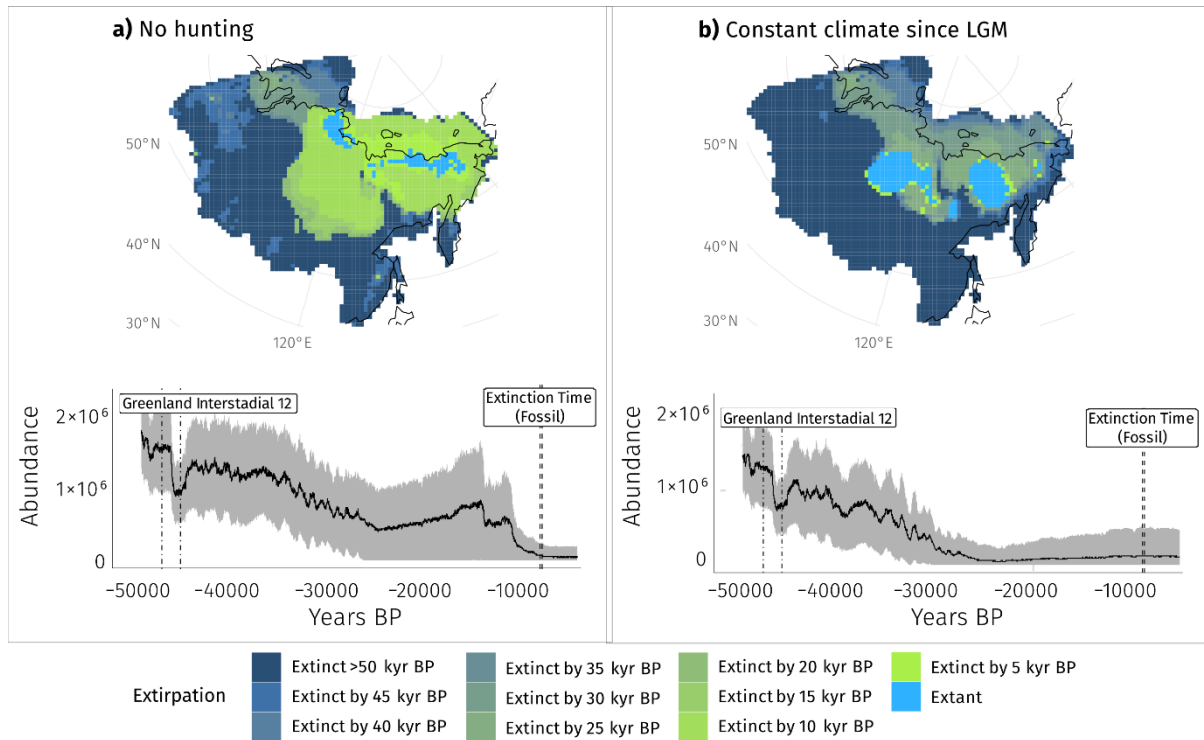 a) No hunting
50°N
40°N
30°N
120°E
Abundance
2×10⁶
1×10⁶
0
Greenland Interstadial 12
Extinction Time
(Fossil)
−50000 −40000 −30000 −20000 −10000
Years BP
b) Constant climate since LGM
50°N
40°N
30°N
120°E
Abundance
2×10⁶
1×10⁶
0
Greenland Interstadial 12
Extinction Time
(Fossil)
−50000 −40000 −30000 −20000 −10000
Years BP
Extirpation
Extinct >50 kyr BP
Extinct by 45 kyr BP
Extinct by 40 kyr BP
Extinct by 35 kyr BP
Extinct by 30 kyr BP
Extinct by 25 kyr BP
Extinct by 20 kyr BP
Extinct by 15 kyr BP
Extinct by 10 kyr BP
Extinct by 5 kyr BP
Extant